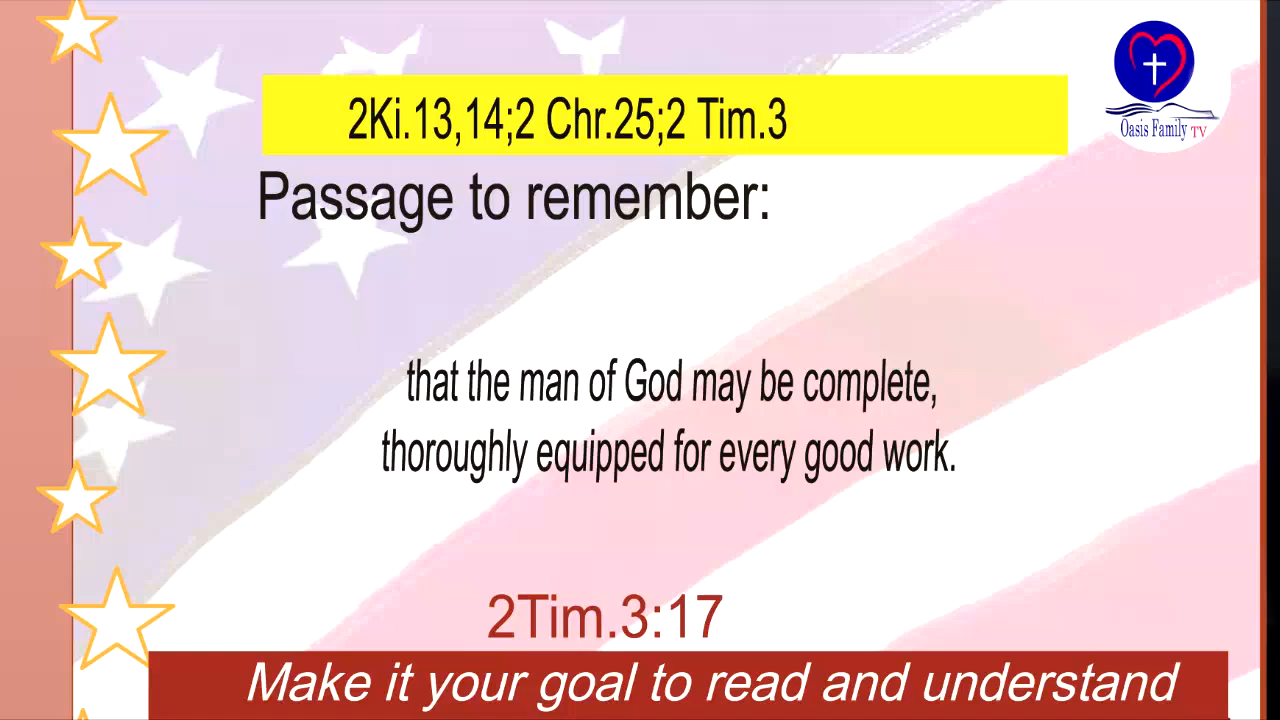 2Ki.13,14;2 Chr.25;2 Tim.3
Oasis Family TV
Passage to remember:
that the man of God may be complete,
thoroughly equipped for every good work.
2Tim.3:17
Make it your goal to read and understand